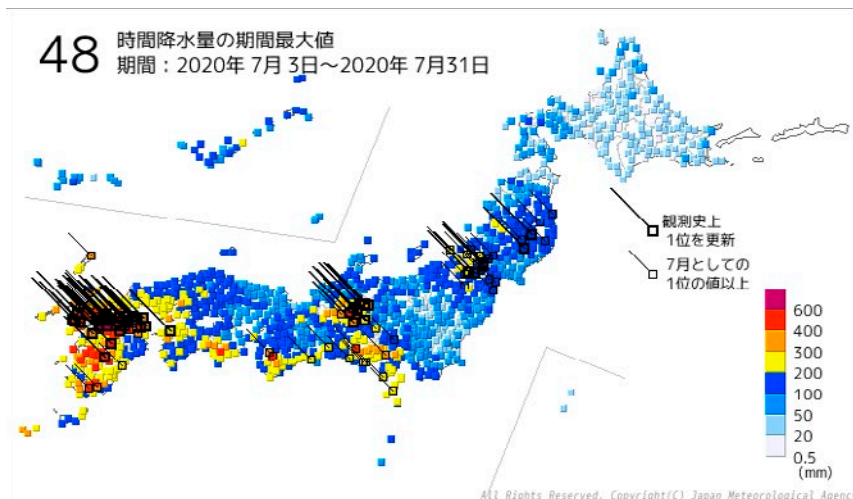 48
時間降水量の期間最大値
期間：2020年 7月 3日～2020年 7月31日
観測史上
1位を更新
7月としての
1位の値以上
600
400
300
200
100
50
20
0.5
(mm)
All Rights Reserved. Copyright(C) Japan Meteorological Agenc